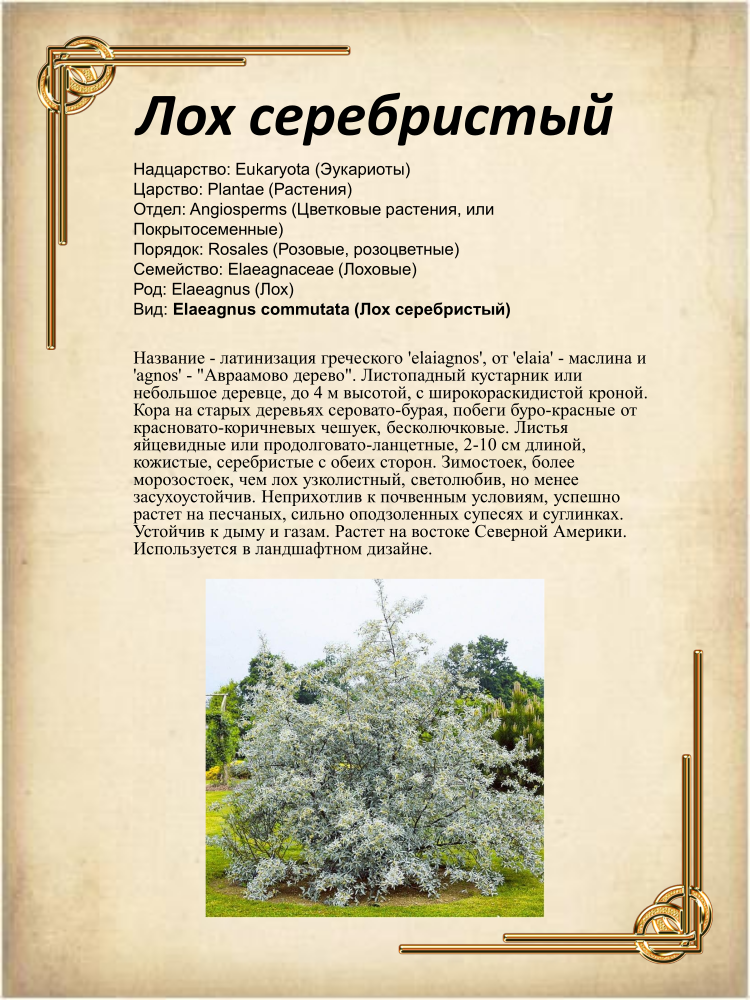 Лох серебристый
Надцарство: Eukaryota (Эукариоты)
Царство: Plantae (Растения)
Отдел: Angiosperms (Цветковые растения, или
Покрытосеменные)
Порядок: Rosales (Розовые, розоцветные)
Семейство: Elaeagnaceae (Лоховые)
Род: Elaeagnus (Лох)
Вид: Elaeagnus commutata (Лох серебристый)
Название - латинизация греческого 'elaiagnos', от 'elaia' - маслина и
'agnos' - "Авраамово дерево". Листопадный кустарник или
небольшое деревце, до 4 м высотой, с широкораскидистой кроной.
Кора на старых деревьях серовато-бурая, побеги буро-красные от
красновато-коричневых чешуек, бесколючковые. Листья
яйцевидные или продолговато-ланцетные, 2-10 см длиной,
кожистые, серебристые с обеих сторон. Зимостоек, более
морозостоек, чем лох узколистный, светолюбив, но менее
засухоустойчив. Неприхотлив к почвенным условиям, успешно
растет на песчаных, сильно оподзоленных супесях и суглинках.
Устойчив к дыму и газам. Растет на востоке Северной Америки.
Используется в ландшафтном дизайне.